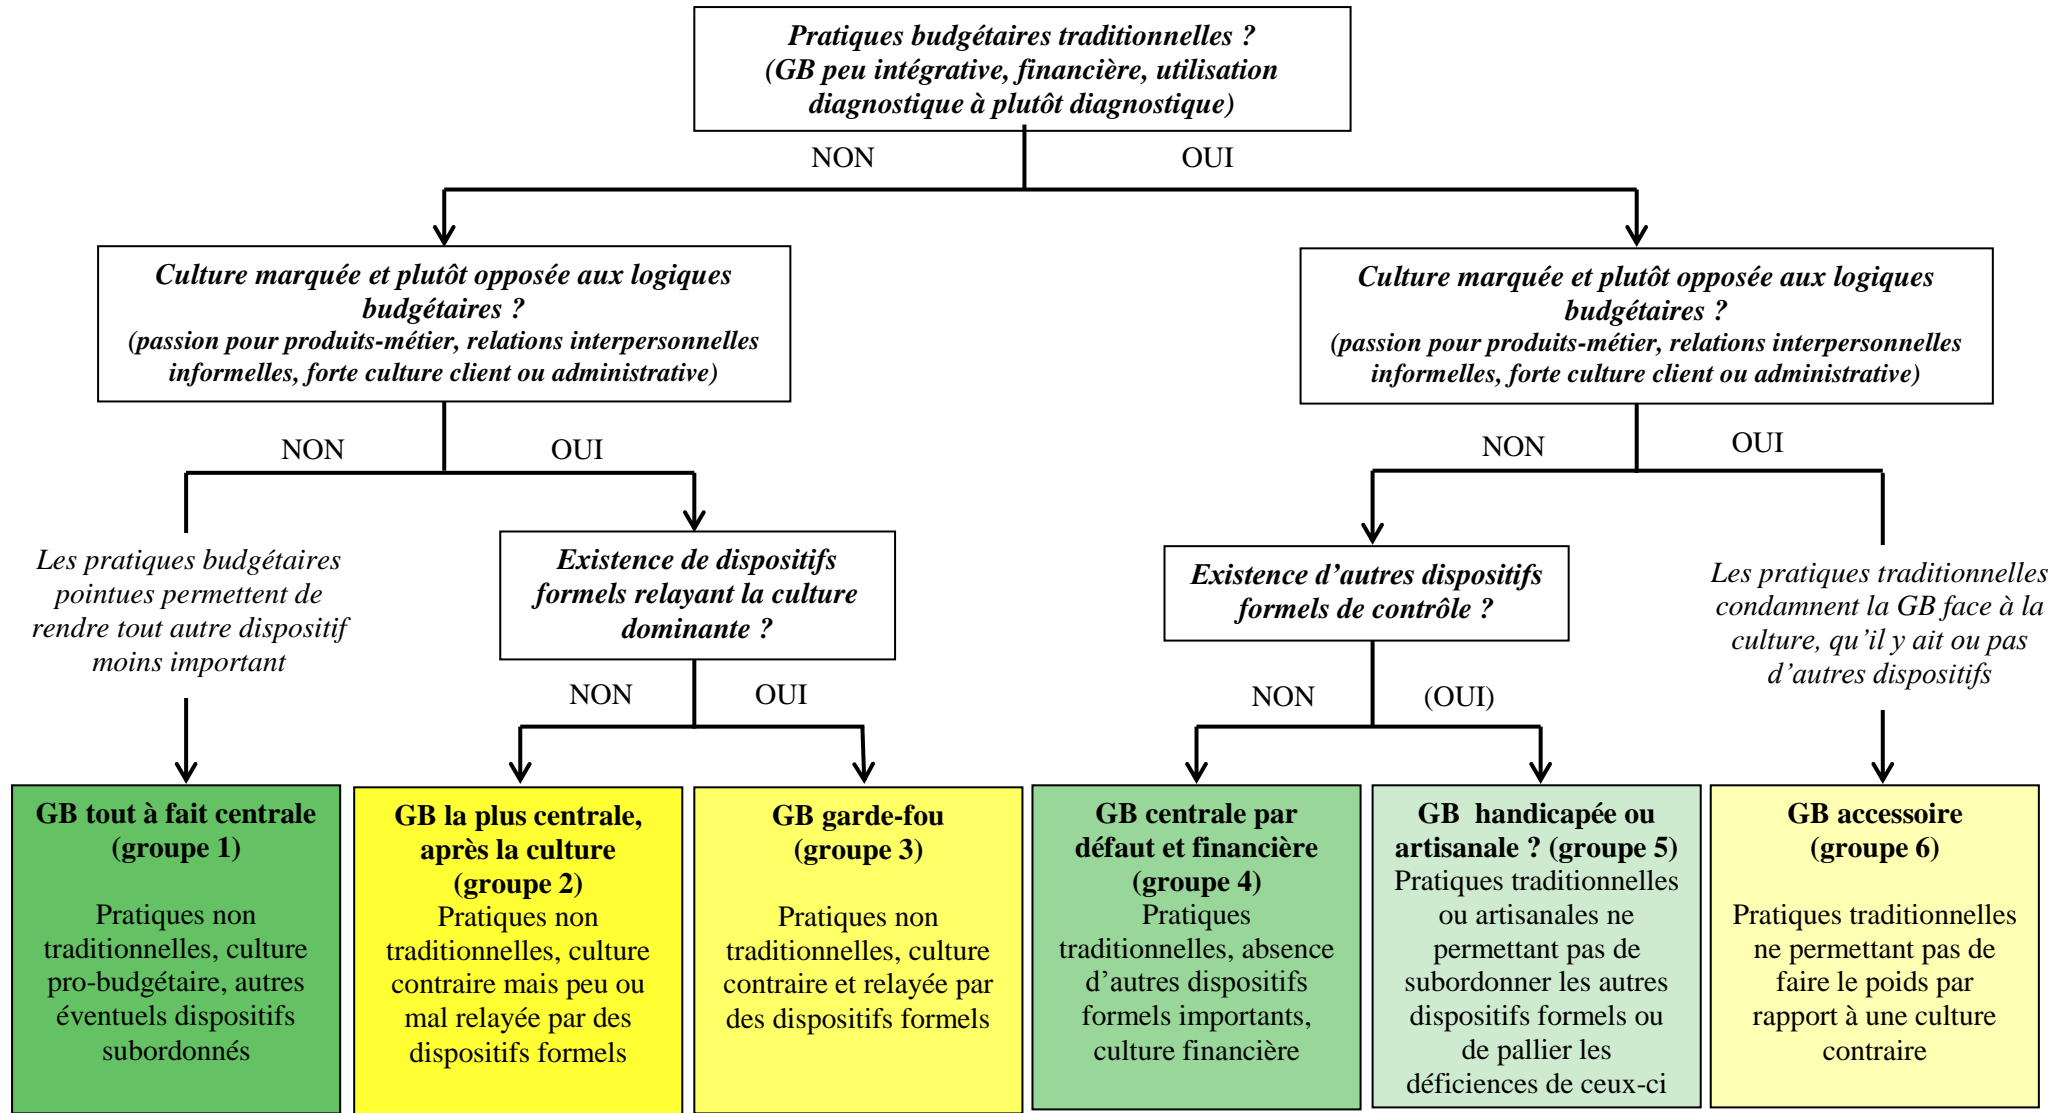 Pratiques budgétaires traditionnelles ?
(GB peu intégrative, financière, utilisation
diagnostique à plutôt diagnostique)
NON
OUI
Culture marquée et plutôt opposée aux logiques
budgétaires ?
(passion pour produits-métier, relations interpersonnelles
informelles, forte culture client ou administrative)
Culture marquée et plutôt opposée aux logiques
budgétaires ?
(passion pour produits-métier, relations interpersonnelles
informelles, forte culture client ou administrative)
NON
OUI
NON
OUI
Les pratiques budgétaires
pointues permettent de
rendre tout autre dispositif
moins important
Existence de dispositifs
formels relayant la culture
dominante ?
Existence d’autres dispositifs
formels de contrôle ?
Les pratiques traditionnelles
condamnent la GB face à la
culture, qu’il y ait ou pas
d’autres dispositifs
NON
OUI
NON
(OUI)
GB tout à fait centrale
(groupe 1)
Pratiques non
traditionnelles, culture
pro-budgétaire, autres
éventuels dispositifs
subordonnés
GB la plus centrale,
après la culture
(groupe 2)
Pratiques non
traditionnelles, culture
contraire mais peu ou
mal relayée par des
dispositifs formels
GB garde-fou
(groupe 3)
Pratiques non
traditionnelles, culture
contraire et relayée par
des dispositifs formels
GB centrale par
défaut et financière
(groupe 4)
Pratiques
traditionnelles, absence
d’autres dispositifs
formels importants,
culture financière
GB handicapée ou
artisanale ? (groupe 5)
Pratiques traditionnelles
ou artisanales ne
permettant pas de
subordonner les autres
dispositifs formels ou
de pallier les
déficiences de ceux-ci
GB accessoire
(groupe 6)
Pratiques traditionnelles
ne permettant pas de
faire le poids par
rapport à une culture
contraire